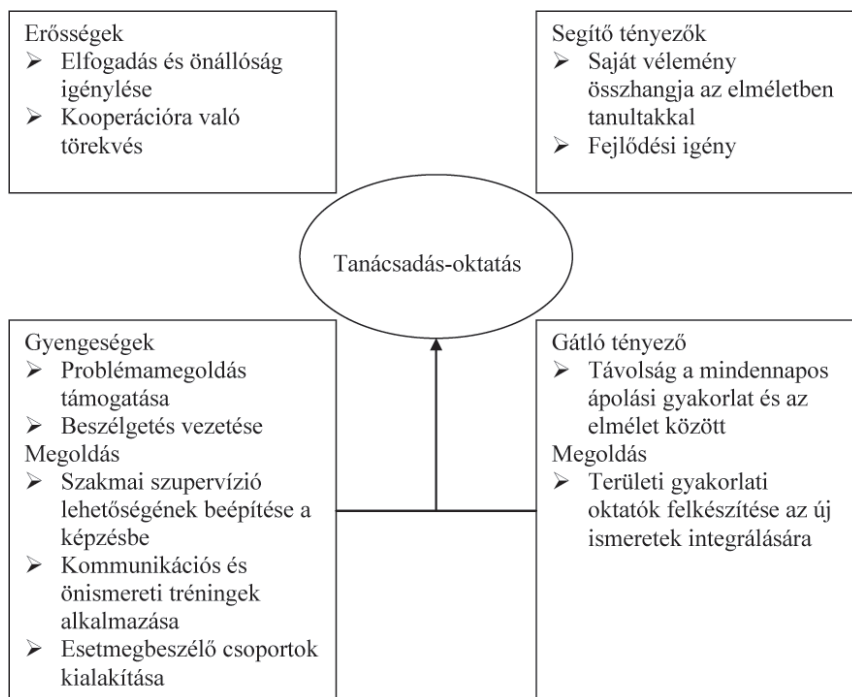 Erősségek
➢ Elfogadás és önállóság
igénylése
➢ Kooperációra való
törekvés
Segítő tényezők
➢ Saját vélemény
összhangja az elméletben
tanultakkal
➢ Fejlődési igény
Tanácsadás-oktatás
Gyengeségek
➢ Problémamegoldás
támogatása
➢ Beszélgetés vezetése
Megoldás
➢ Szakmai szupervízió
lehetőségének beépítése a
képzésbe
➢ Kommunikációs és
önismereti tréningek
alkalmazása
➢ Esetmegbeszélő csoportok
kialakítása
Gátló tényező
➢ Távolság a mindennapos
ápolási gyakorlat és az
elmélet között
Megoldás
➢ Területi gyakorlati
oktatók felkészítése az új
ismeretek integrálására